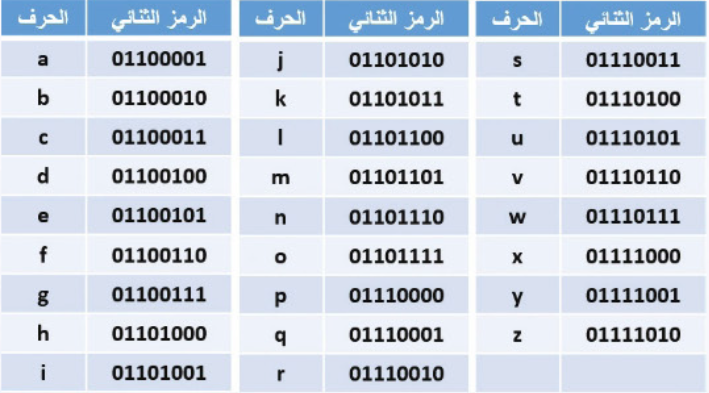 الحرف الرمز الثنائي الحرف الرمز الثنائي الحرف الرمز الثنائي
a 01100001 j 01101010 s 01110011
b 01100010 k 01101011 t 01110100
c 01100011 l 01101100 u 01110101
d 01100100 m 01101101 v 01110110
e 01100101 n 01101110 w 01110111
f 01100110 o 01101111 x 01111000
g 01100111 p 01110000 y 01111001
h 01101000 q 01110001 z 01111010
i 01101001 r 01110010